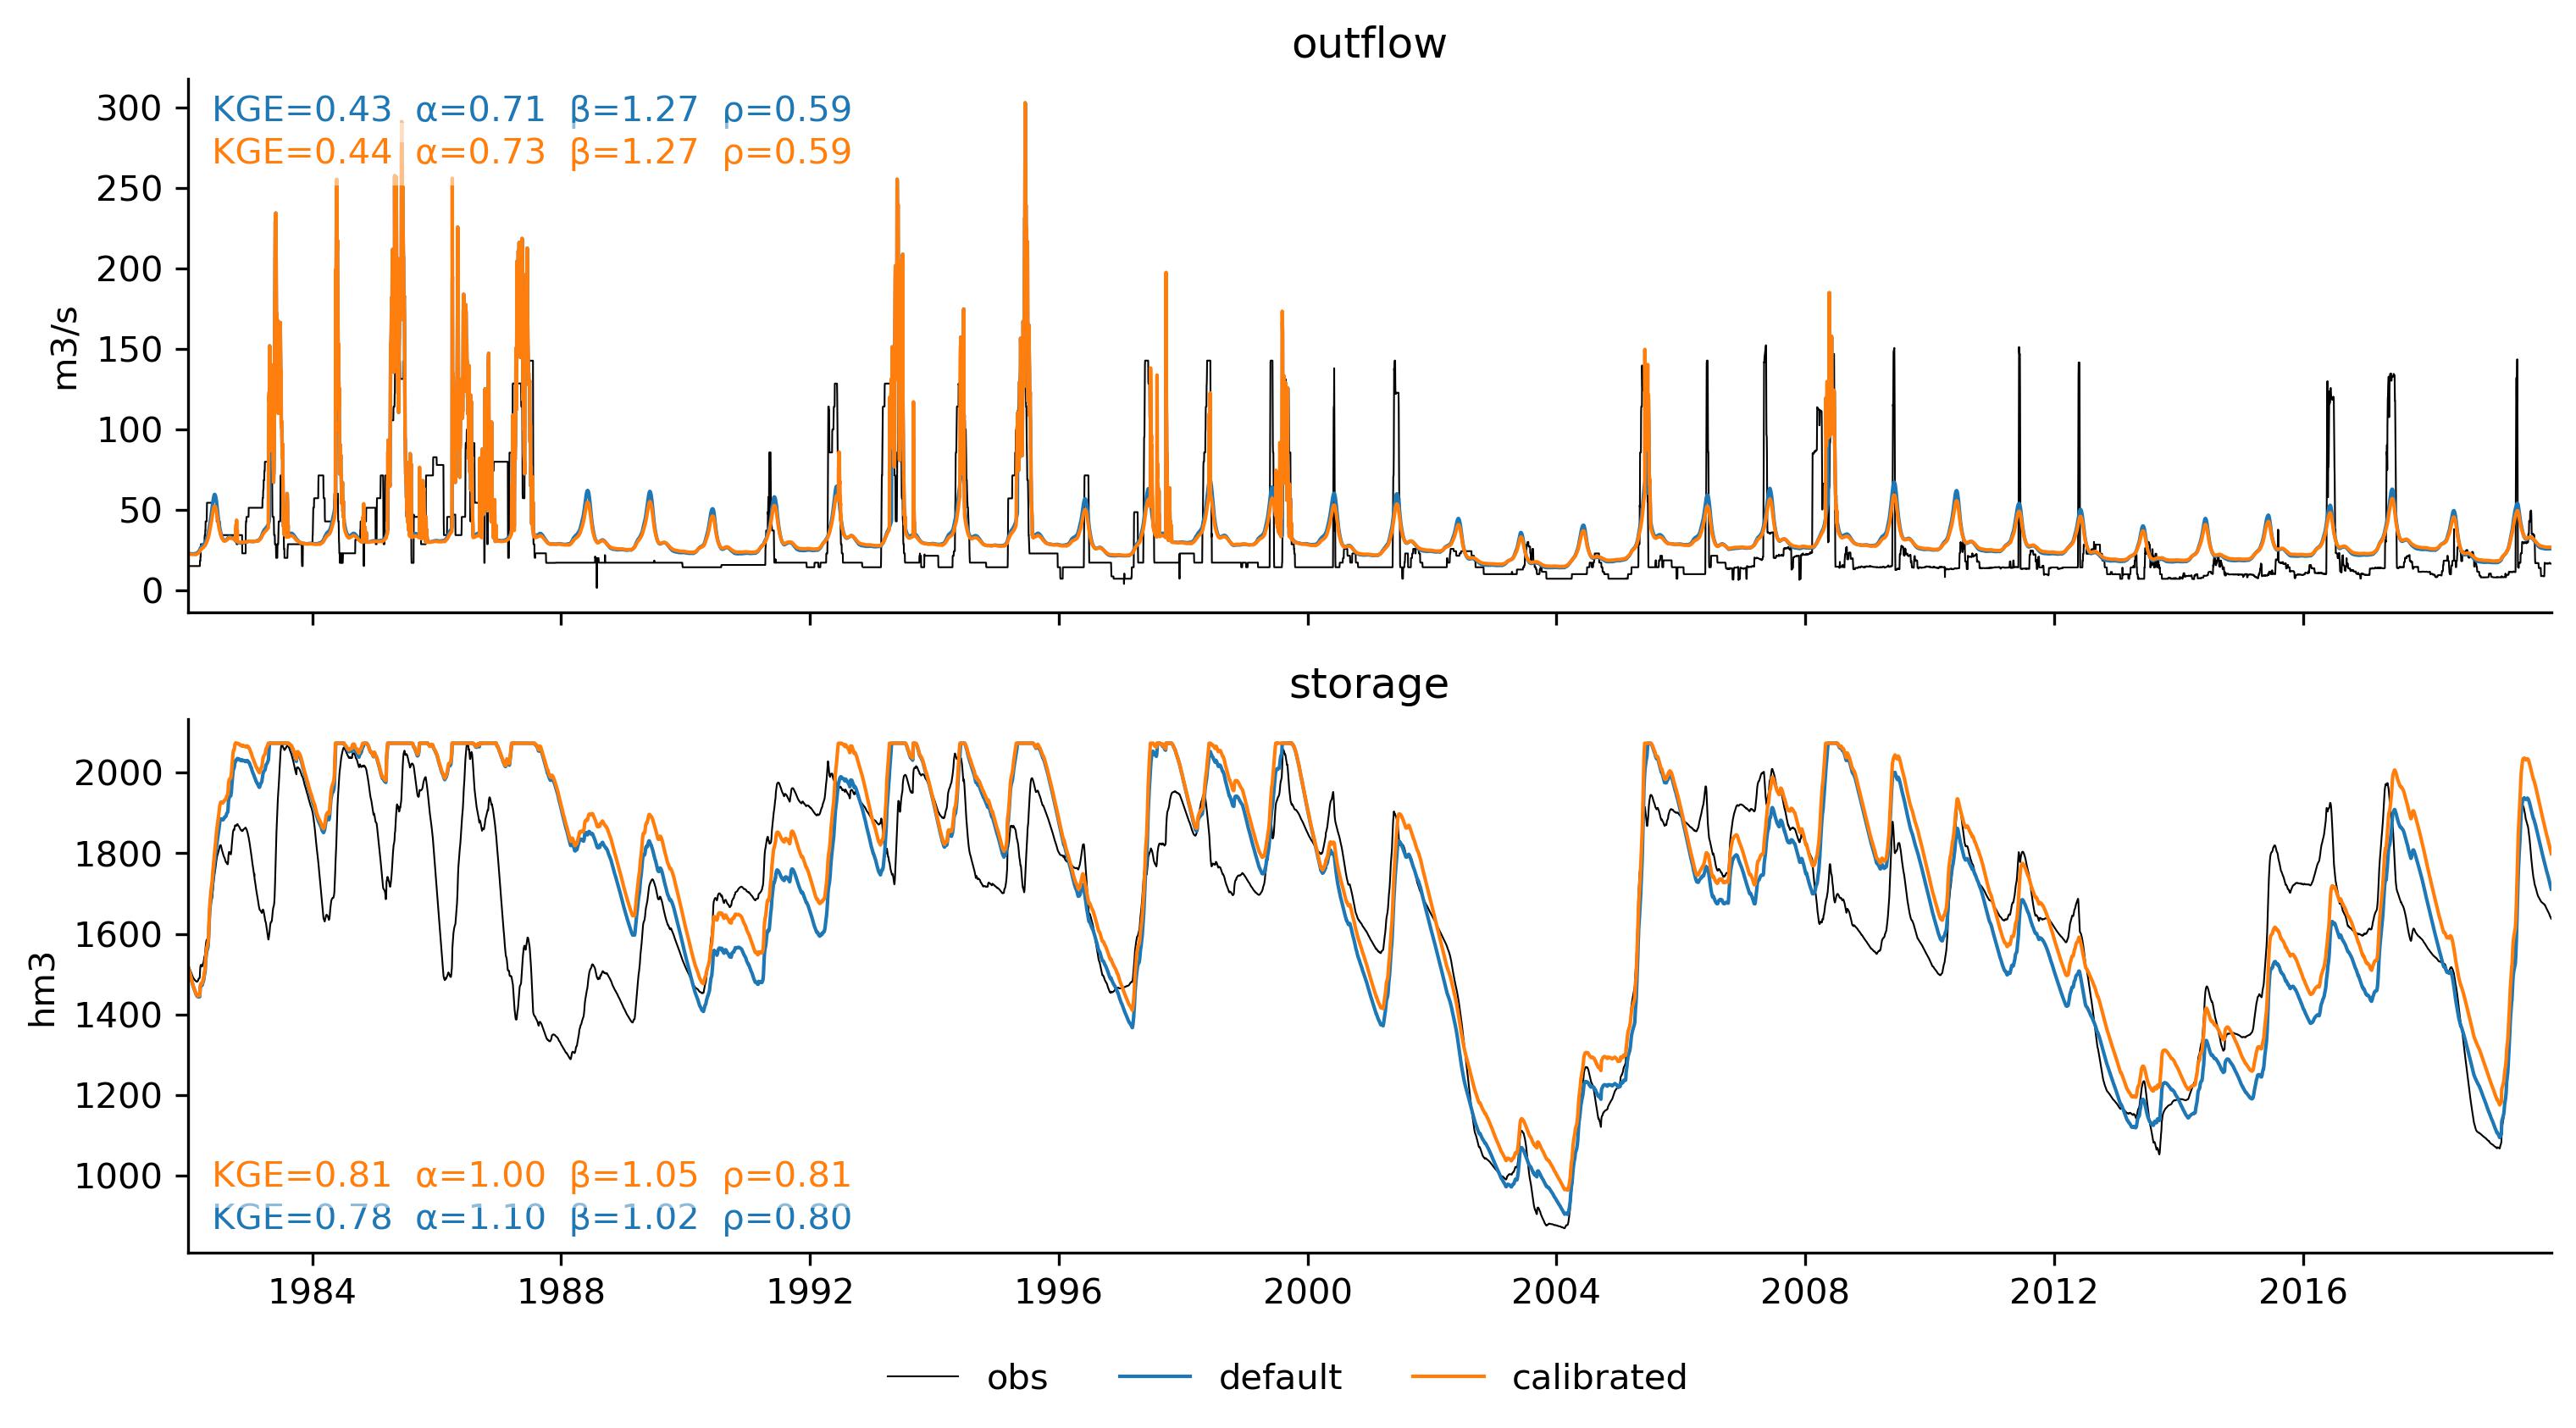 outflow
m3/s
300
250
200
150
100
50
0
KGE=0.43 α=0.71 β=1.27 ρ=0.59
KGE=0.44 α=0.73 β=1.27 ρ=0.59
storage
hm3
2000
1800
1600
1400
1200
1000
KGE=0.81 α=1.00 β=1.05 ρ=0.81
KGE=0.78 α=1.10 β=1.02 ρ=0.80
1984 1988 1992 1996 2000 2004 2008 2012 2016
obs default calibrated